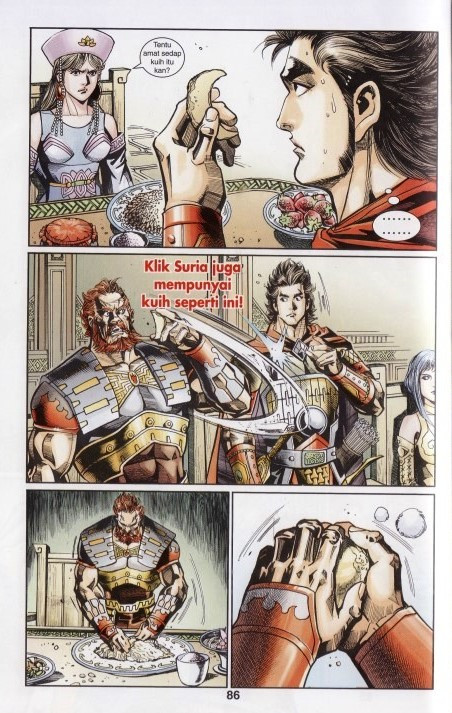 Tentu
amat sedap
kuih itu
kan?
......
......
Klik Suria juga
mempunyai
kuih seperti ini!
86